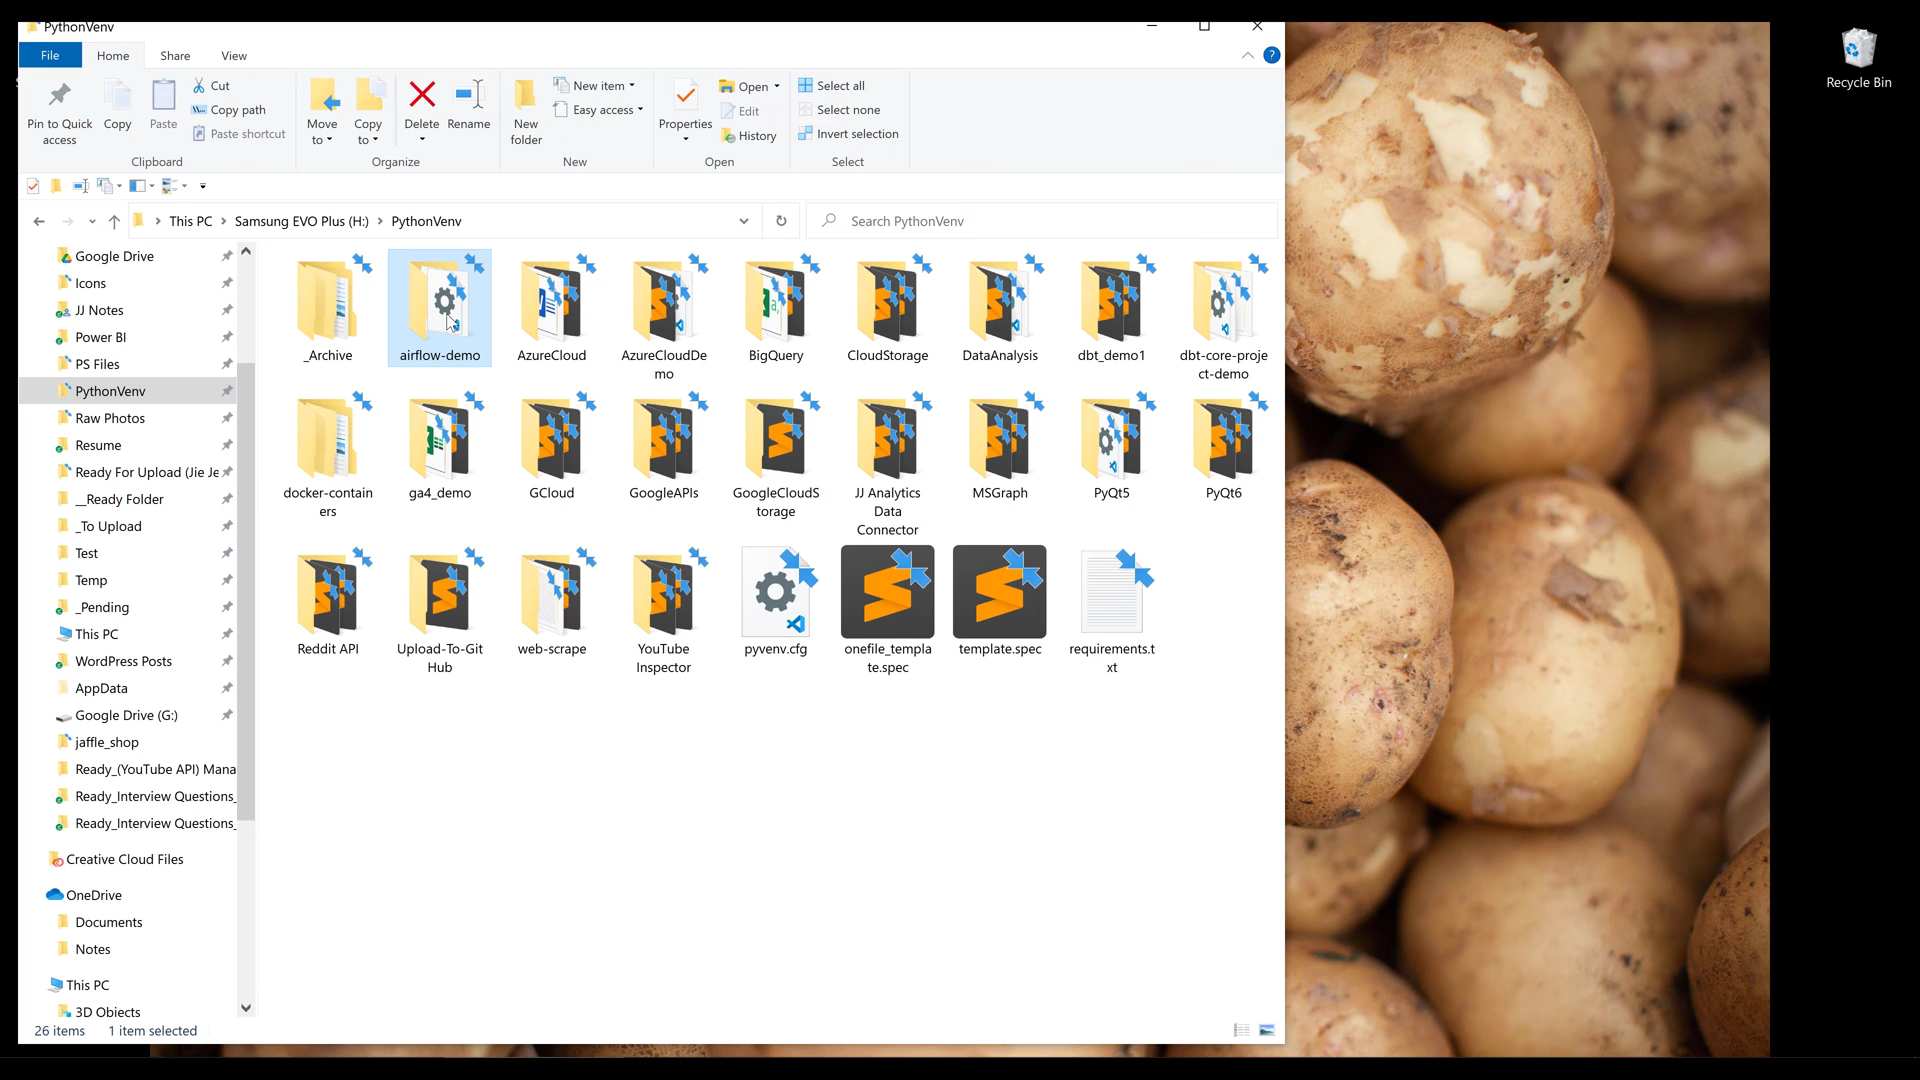 PythonVenv
File Home Share View
Pin to Quick access
Copy
Paste
Cut
Copy path
Paste shortcut
Move to
Copy to
Delete
Rename
New folder
New item
Easy access
Properties
Open
Edit
History
Select all
Select none
Invert selection
Clipboard
Organize
New
Open
Select
This PC
Samsung EVO Plus (H:)
PythonVenv
Search PythonVenv
Google Drive
Icons
JJ Notes
Power BI
PS Files
PythonVenv
Raw Photos
Resume
Ready For Upload (Jie Je
__Ready Folder
_To Upload
Test
Temp
_Pending
This PC
WordPress Posts
AppData
Google Drive (G:)
jaffle_shop
Ready_(YouTube API) Mana
Ready_Interview Questions_
Ready_Interview Questions_
Creative Cloud Files
OneDrive
Documents
Notes
This PC
3D Objects
_Archive
airflow-demo
AzureCloud
AzureCloudDe
mo
BigQuery
CloudStorage
DataAnalysis
dbt_demo1
dbt-core-proje
ct-demo
docker-contain
ers
ga4_demo
GCloud
GoogleAPIs
GoogleCloudS
torage
JJ Analytics
Data
Connector
MSGraph
PyQt5
PyQt6
Reddit API
Upload-To-Git
Hub
web-scrape
YouTube
Inspector
pyvenv.cfg
onefile_templa
te.spec
template.spec
requirements.t
xt
26 items 1 item selected
Recycle Bin